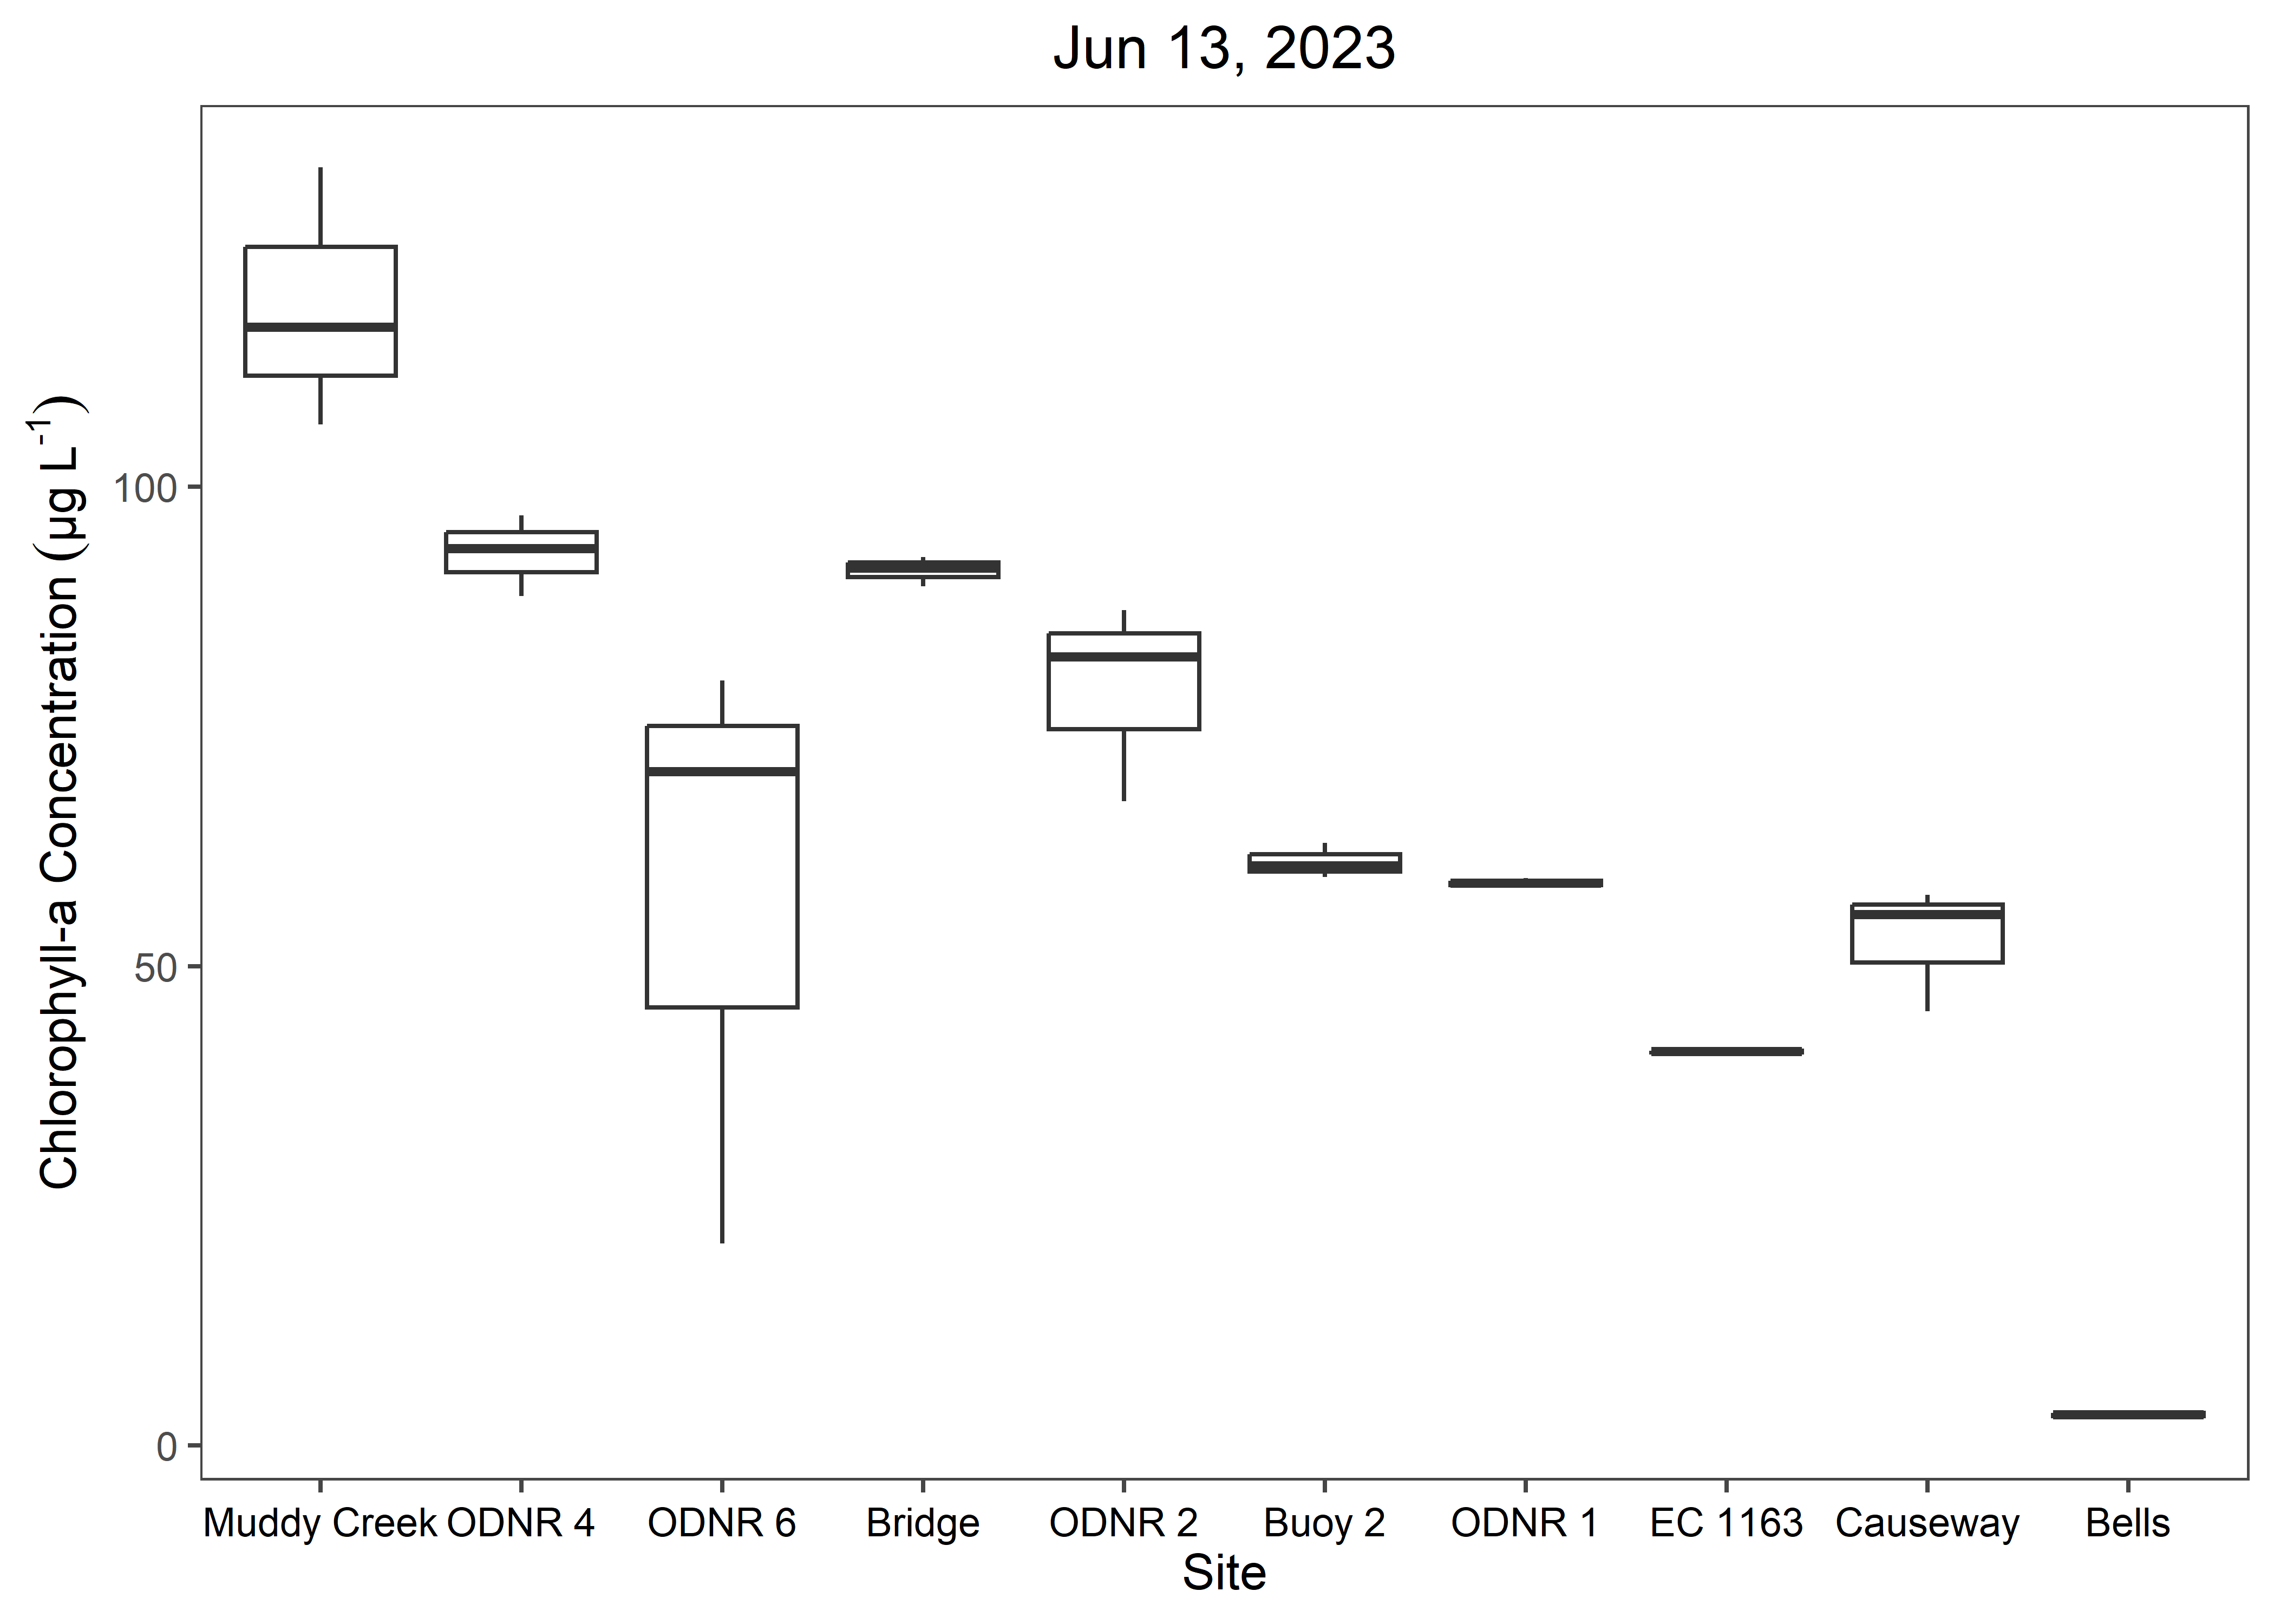 Jun 13, 2023
Chlorophyll-a Concentration (µg L⁻¹)
100
50
0
Muddy Creek ODNR 4 ODNR 6 Bridge ODNR 2 Buoy 2 ODNR 1 EC 1163 Causeway Bells
Site